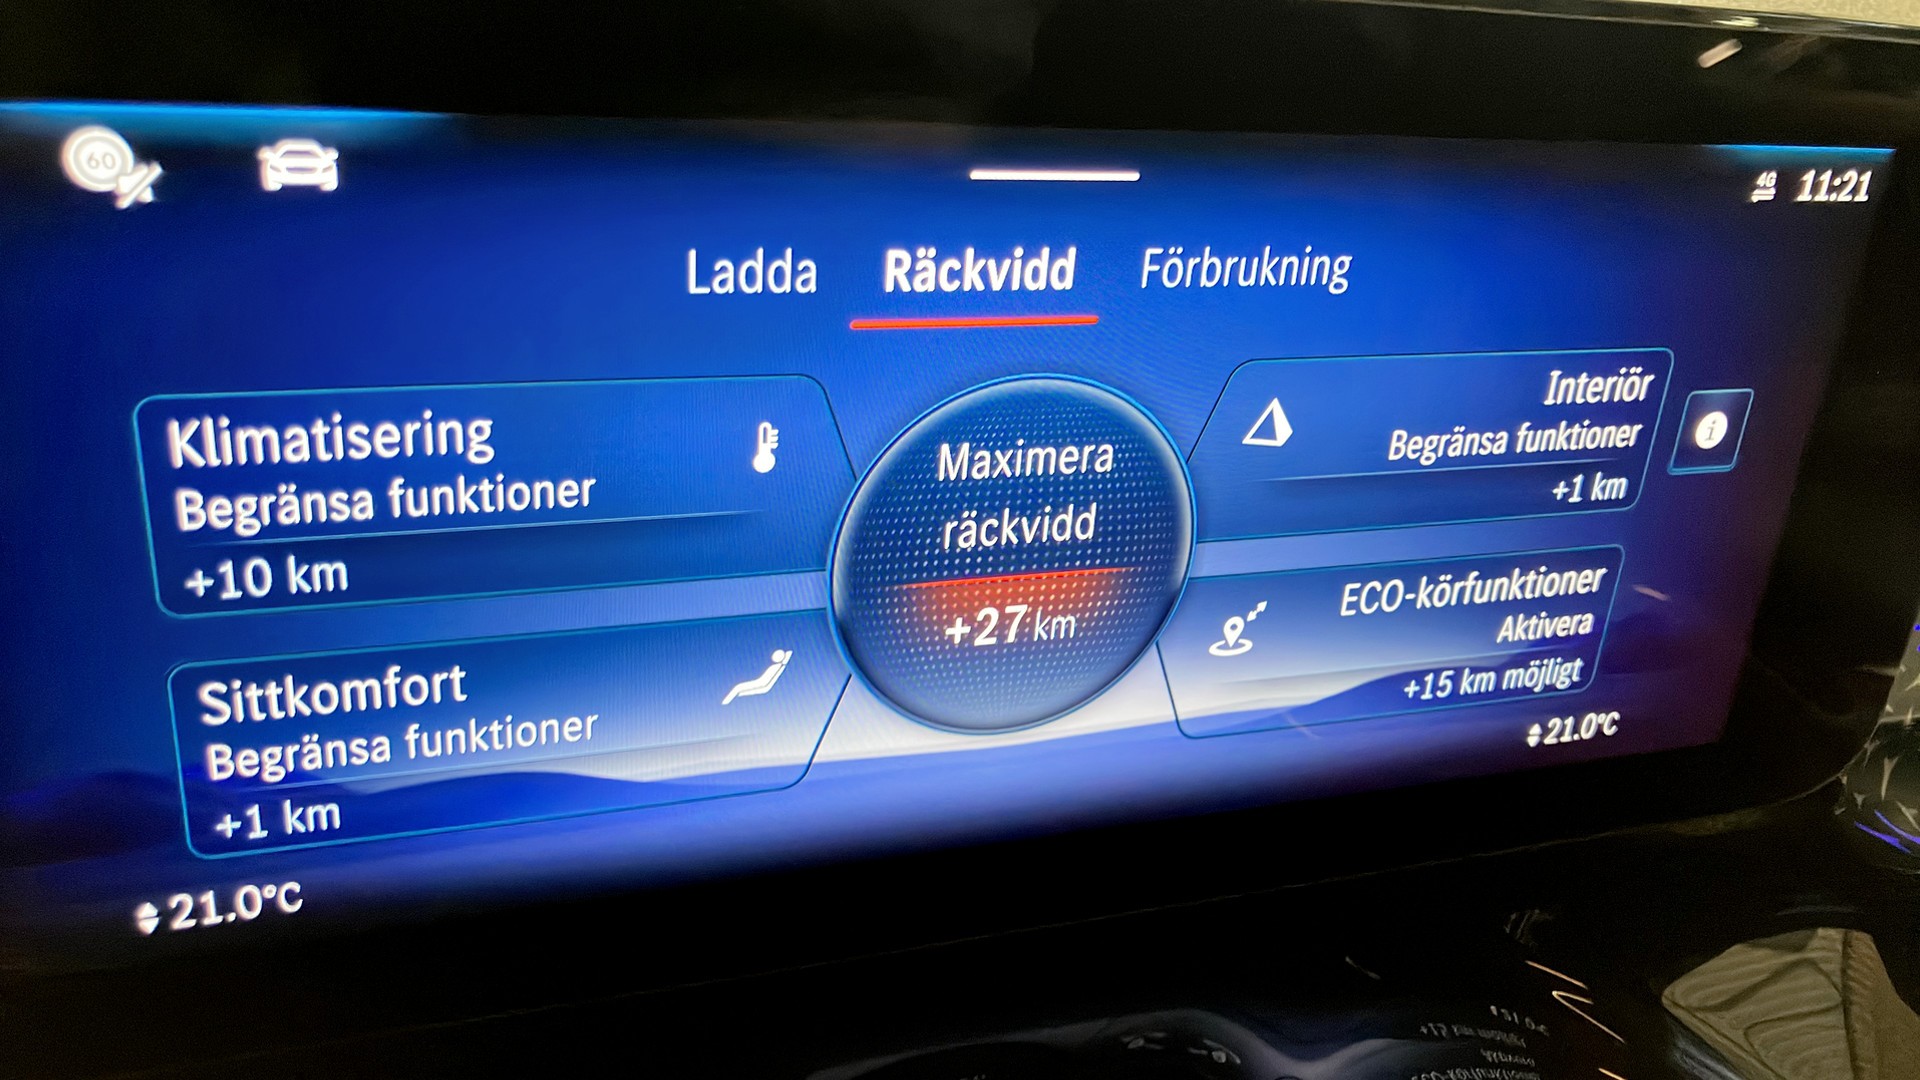 60
4G 11:21
Ladda Räckvidd Förbrukning
Klimatisering
Begränsa funktioner
+10 km
Sittkomfort
Begränsa funktioner
+1 km
Maximera
räckvidd
+27 km
Interiör
Begränsa funktioner
+1 km
i
ECO-körfunktioner
Aktivera
+15 km möjligt
21.0°C
21.0°C